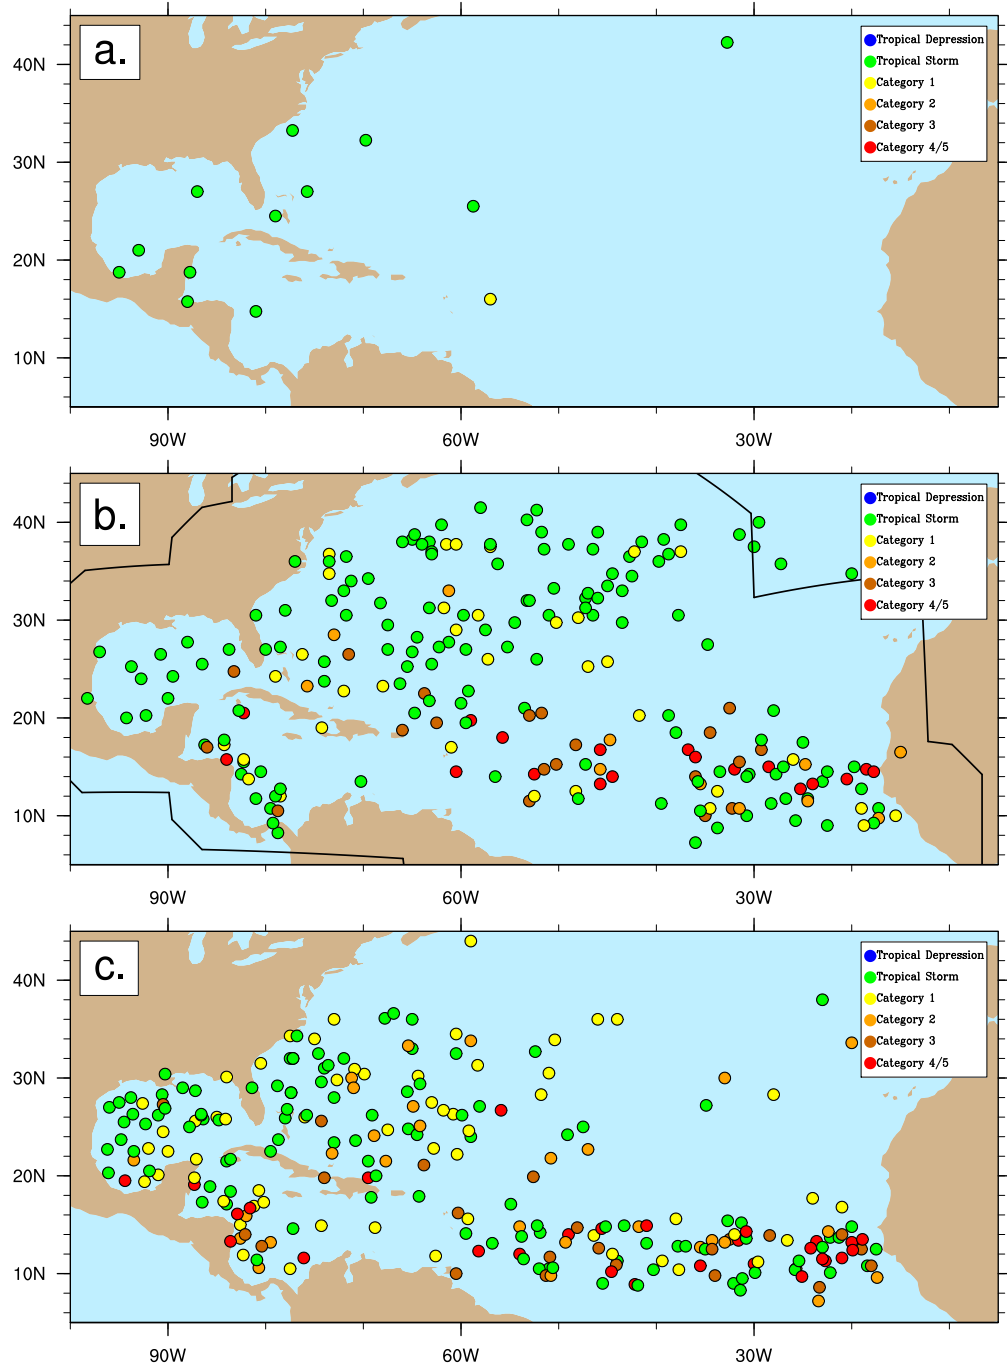 a.
Tropical Depression
Tropical Storm
Category 1
Category 2
Category 3
Category 4/5
40N
30N
20N
10N
90W 60W 30W
b.
Tropical Depression
Tropical Storm
Category 1
Category 2
Category 3
Category 4/5
40N
30N
20N
10N
90W 60W 30W
c.
Tropical Depression
Tropical Storm
Category 1
Category 2
Category 3
Category 4/5
40N
30N
20N
10N
90W 60W 30W